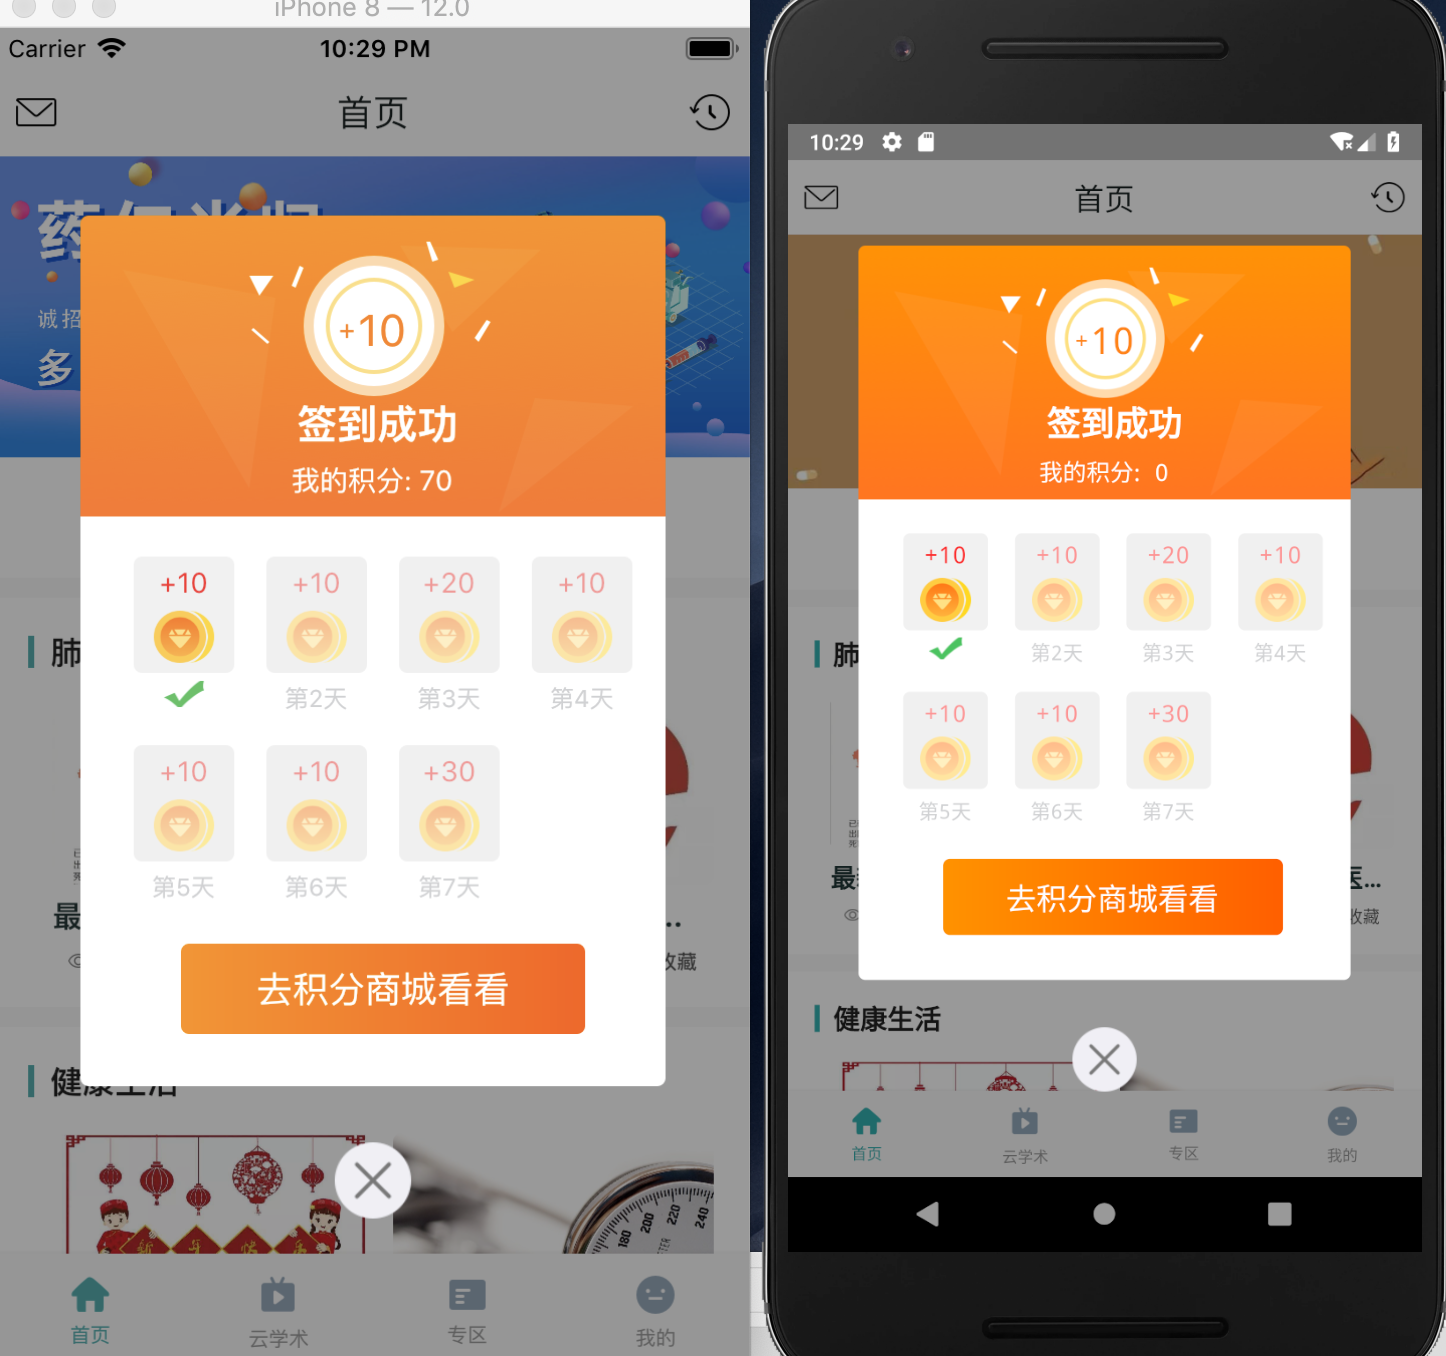 iPhone 8 — 12.0
Carrier
10:29 PM
首页
诚招
多
+10
签到成功
我的积分: 70
+10
+10
+20
+10
第2天
第3天
第4天
+10
+10
+30
第5天
第6天
第7天
去积分商城看看
肺
最
..
收藏
健康生活
180
200
220
240
首页
云学术
专区
我的
10:29
首页
+10
签到成功
我的积分: 0
+10
+10
+20
+10
第2天
第3天
第4天
+10
+10
+30
第5天
第6天
第7天
去积分商城看看
肺
最
医...
收藏
健康生活
首页
云学术
专区
我的